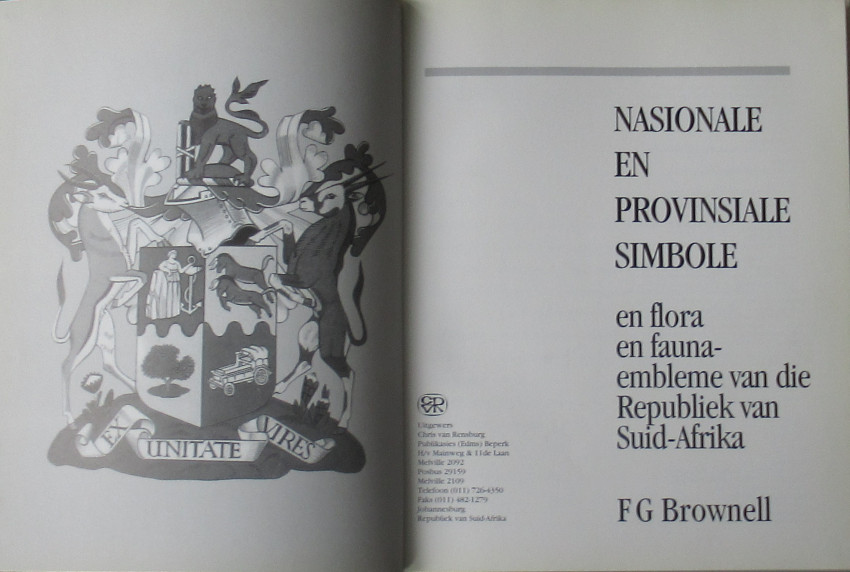 EX
UNITATE
VIRES
NASIONALE
EN
PROVINSIALE
SIMBOLE
en flora
en fauna-
embleme van die
Republiek van
Suid-Afrika
F G Brownell
CVR
Uitgewers
Chris van Rensburg
Publikasies (Edms) Beperk
H/v Mainweg & 11de Laan
Melville 2092
Posbus 29159
Melville 2109
Telefoon (011) 726-4350
Faks (011) 482-1279
Johannesburg
Republiek van Suid-Afrika